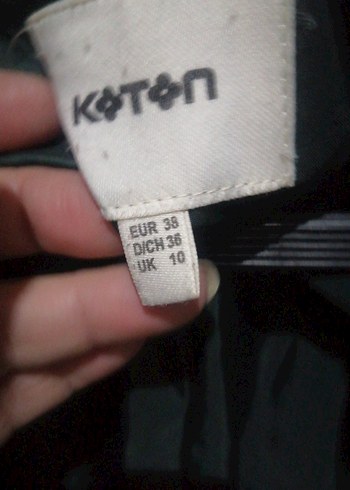 KOTON
EUR 38
D/CH 36
UK 10